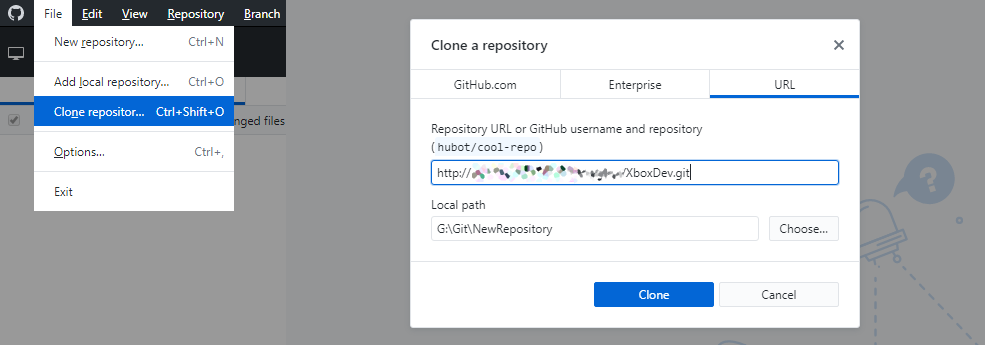 File Edit View Repository Branch
New repository... Ctrl+N
Add local repository... Ctrl+O
Clone repositor... Ctrl+Shift+O
nged files
Options... Ctrl+,
Exit
Clone a repository
GitHub.com Enterprise URL
Repository URL or GitHub username and repository
(hubot/cool-repo)
http:// /XboxDev.git
Local path
G:\Git\NewRepository Choose...
Clone Cancel
?